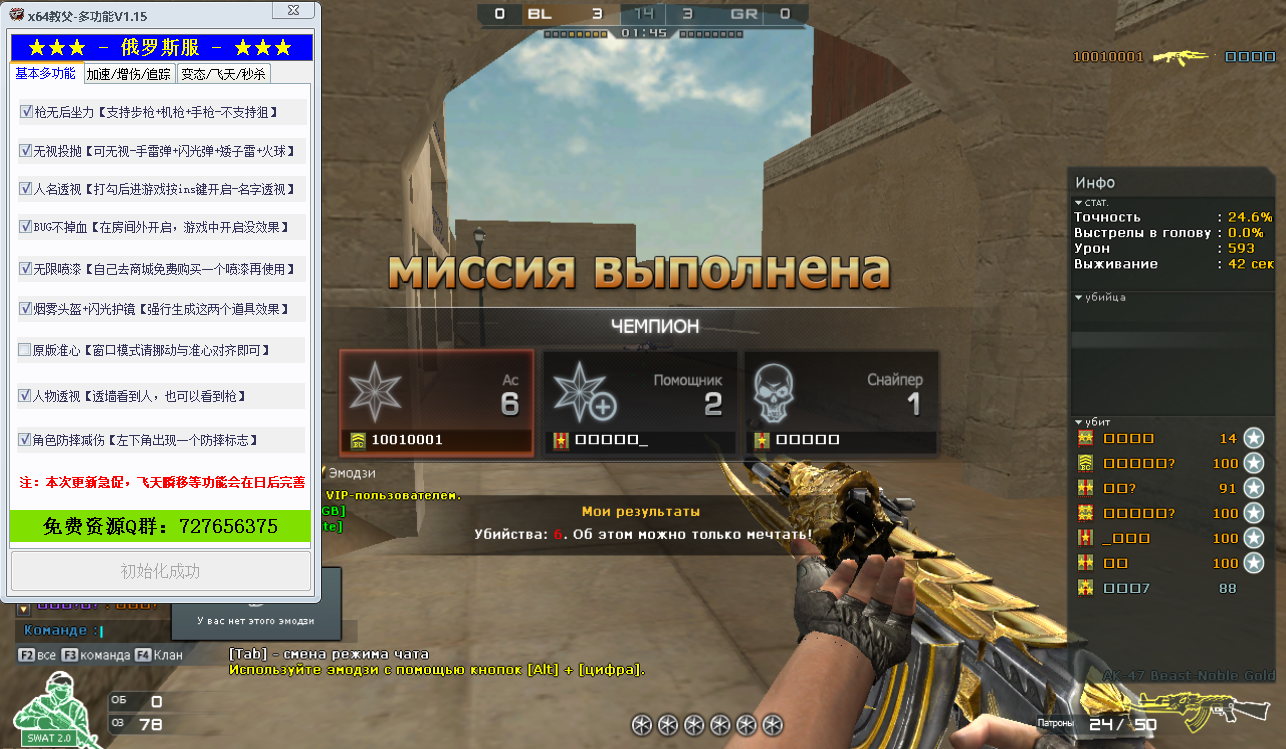 x64教父-多功能V1.15
★★★ - 俄罗斯服 - ★★★
基本多功能 加速/增伤/追踪 变态/飞天/秒杀
枪无后坐力【支持步枪+机枪+手枪-不支持狙】
无视投抛【可无视-手雷弹+闪光弹+矮子雷+火球】
人名透视【打勾后进游戏按ins键开启-名字透视】
BUG不掉血【在房间外开启，游戏中开启没效果】
无限喷漆【自己去商城免费购买一个喷漆再使用】
烟雾头盔+闪光护镜【强行生成这两个道具效果】
原版准心【窗口模式请挪动与准心对齐即可】
人物透视【透墙看到人，也可以看到枪】
角色防摔减伤【左下角出现一个防摔标志】
注：本次更新急促，飞天瞬移等功能会在日后完善
免费资源Q群：727656375
初始化成功
0 BL 3 14 3 GR 0
01:45
10010001 □□□□
миссия выполнена
ЧЕМПИОН
Ас
6
10010001
Помощник
2
□□□□□_
Снайпер
1
□□□□□
Эмодзи
VIP-пользователем.
GB]
te]
Мои результаты
Убийства: 6. Об этом можно только мечтать!
Инфо
СТАТ.
Точность : 24.6%
Выстрелы в голову : 0.0%
Урон : 593
Выживание : 42 сек
убийца
убит
□□□□ 14
□□□□□? 100
□□? 91
□□□□□? 100
_□□□ 100
□□ 100
□□□7 88
У вас нет этого эмодзи
Команде :
F2 все F3 команда F4 Клан
[Tab] - смена режима чата
Используйте эмодзи с помощью кнопок [Alt] + [цифра].
SWAT 2.0
ОБ 0
ОЗ 78
AK-47 Beast-Noble Gold
Патроны 24 / 50